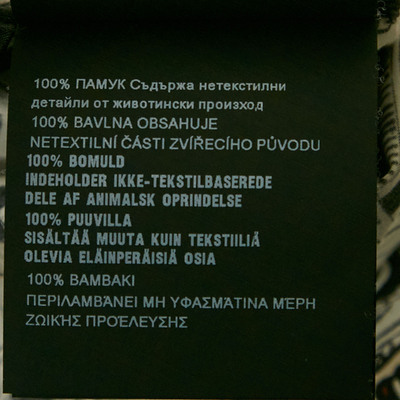 100% ПАМУК Съдържа нетекстилни
детайли от животински произход
100% BAVLNA OBSAHUJE
NETEXTILNÍ ČÁSTI ZVÍŘECÍHO PŮVODU
100% BOMULD
INDEHOLDER IKKE-TEKSTILBASEREDE
DELE AF ANIMALSK OPRINDELSE
100% PUUVILLA
SISÄLTÄÄ MUUTA KUIN TEKSTIILIÄ
OLEVIA ELÄINPERÄISIÄ OSIA
100% ΒΑΜΒΑΚΙ
ΠΕΡΙΛΑΜΒΆΝΕΙ ΜΗ ΥΦΑΣΜΆΤΙΝΑ ΜΈΡΗ
ΖΩΙΚΉΣ ΠΡΟΈΛΕΥΣΗΣ